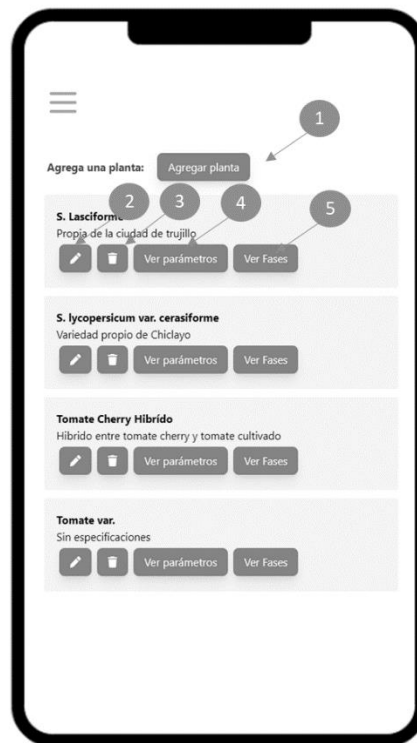 1
Agrega una planta: Agregar planta
2 3 4 5
S. Lasciforme
Propia de la ciudad de trujillo
Ver parámetros Ver Fases
S. lycopersicum var. cerasiforme
Variedad propio de Chiclayo
Ver parámetros Ver Fases
Tomate Cherry Hibrído
Hibrido entre tomate cherry y tomate cultivado
Ver parámetros Ver Fases
Tomate var.
Sin especificaciones
Ver parámetros Ver Fases